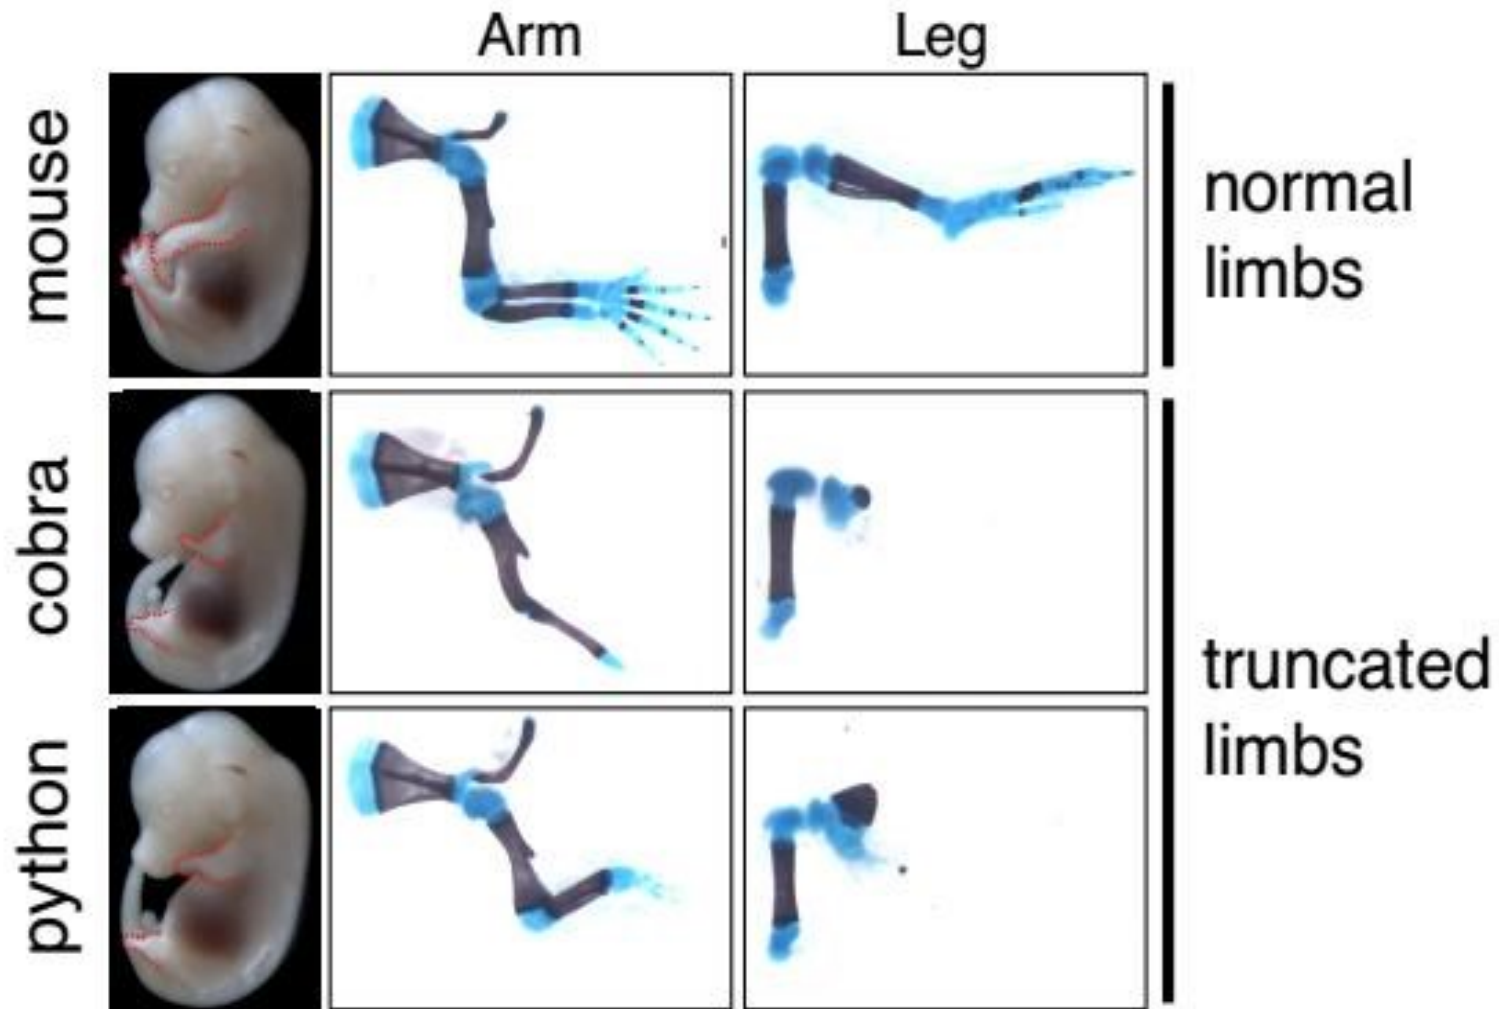 Arm
Leg
mouse
normal
limbs
cobra
python
truncated
limbs